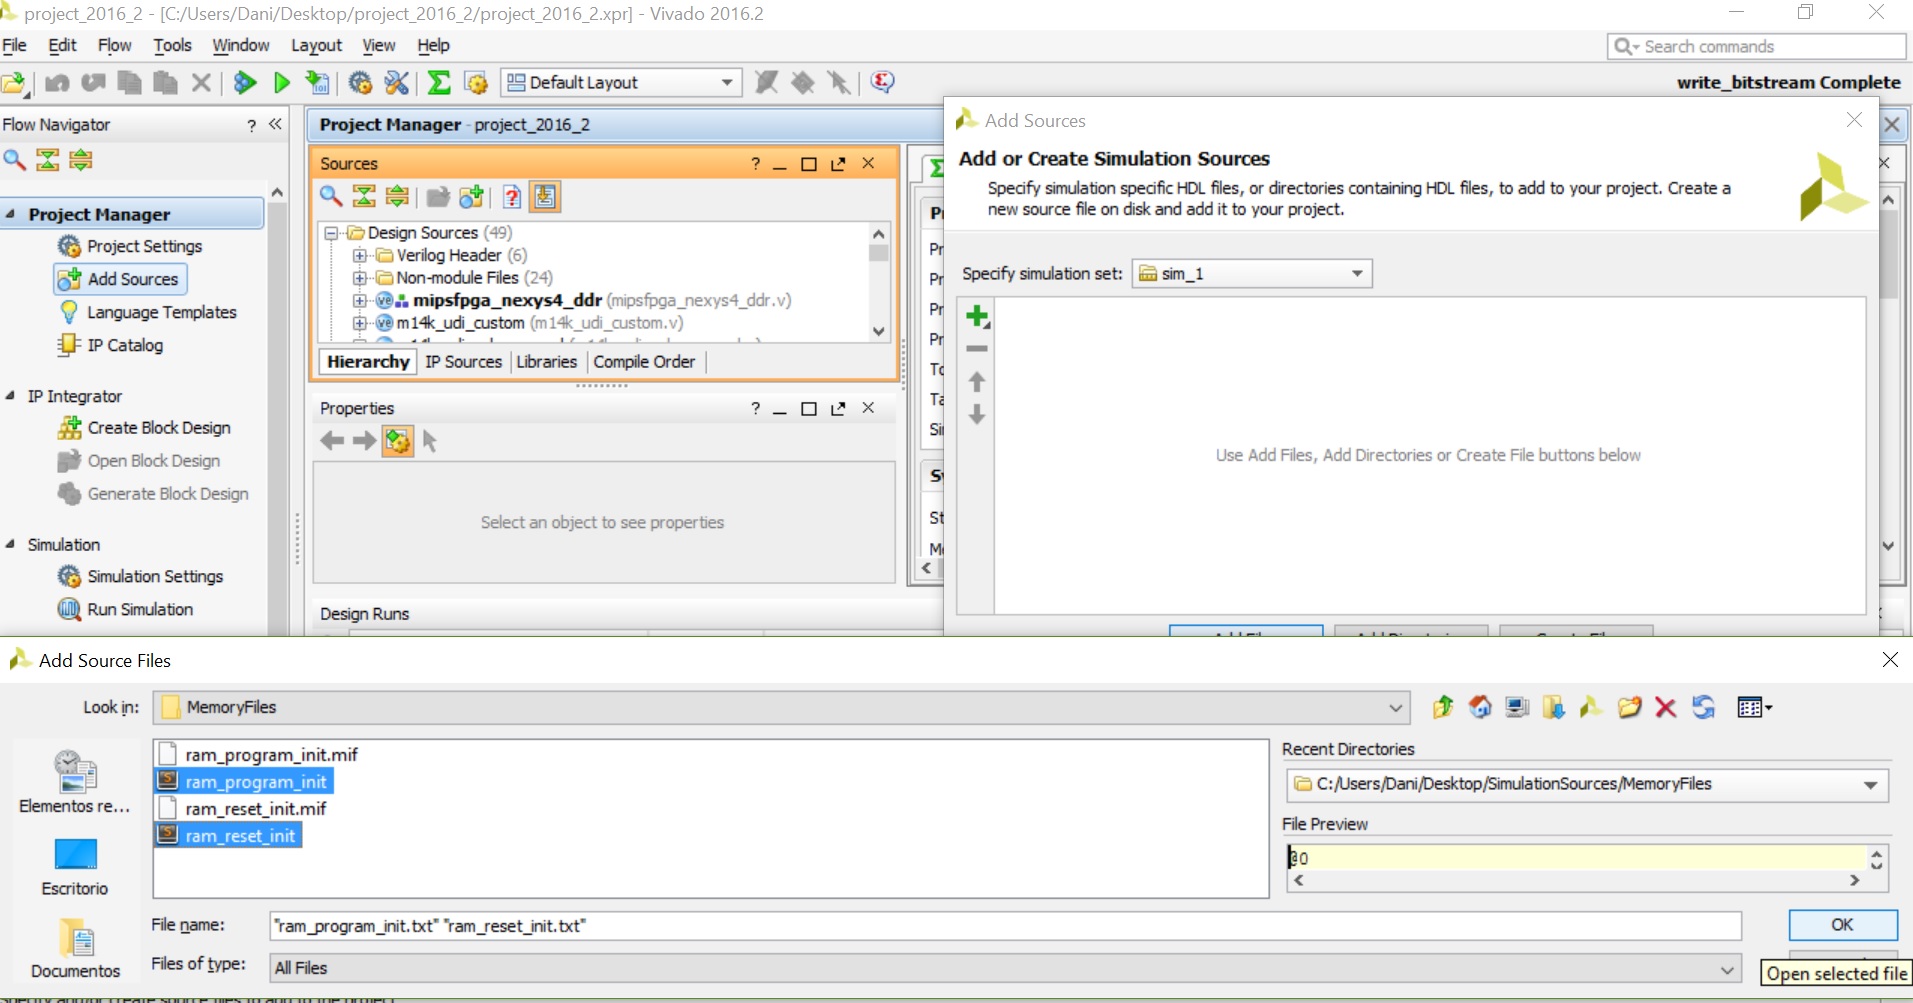 project_2016_2 - [C:/Users/Dani/Desktop/project_2016_2/project_2016_2.xpr] - Vivado 2016.2
File Edit Flow Tools Window Layout View Help
Search commands
Default Layout
write_bitstream Complete
Flow Navigator ? «
Project Manager
Project Settings
Add Sources
Language Templates
IP Catalog
IP Integrator
Create Block Design
Open Block Design
Generate Block Design
Simulation
Simulation Settings
Run Simulation
Project Manager - project_2016_2
Sources ?
Design Sources (49)
Verilog Header (6)
Non-module Files (24)
mipsfpga_nexys4_ddr (mipsfpga_nexys4_ddr.v)
m14k_udi_custom (m14k_udi_custom.v)
Hierarchy IP Sources Libraries Compile Order
Properties ?
Select an object to see properties
Design Runs
Add Sources
Add or Create Simulation Sources
Specify simulation specific HDL files, or directories containing HDL files, to add to your project. Create a
new source file on disk and add it to your project.
Specify simulation set: sim_1
Use Add Files, Add Directories or Create File buttons below
Add Source Files
Look in: MemoryFiles
ram_program_init.mif
ram_program_init
ram_reset_init.mif
ram_reset_init
Elementos re...
Escritorio
Documentos
Recent Directories
C:/Users/Dani/Desktop/SimulationSources/MemoryFiles
File Preview
@0
File name: "ram_program_init.txt" "ram_reset_init.txt"
OK
Files of type: All Files
Open selected file